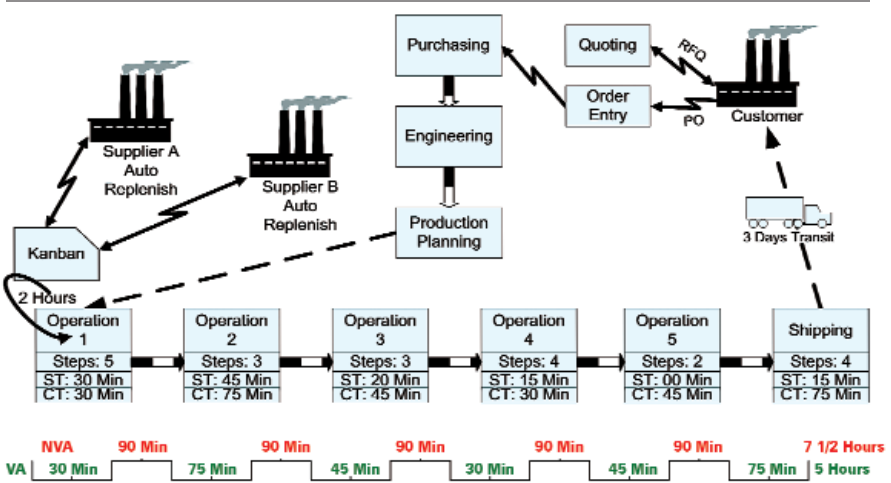 Purchasing
Quoting
RFQ
Order
Entry
PO
Customer
Engineering
Supplier A
Auto
Replenish
Supplier B
Auto
Replenish
Production
Planning
Kanban
3 Days Transit
2 Hours
Operation
1
Steps: 5
ST: 30 Min
CT: 30 Min
Operation
2
Steps: 3
ST: 45 Min
CT: 75 Min
Operation
3
Steps: 3
ST: 20 Min
CT: 45 Min
Operation
4
Steps: 4
ST: 15 Min
CT: 30 Min
Operation
5
Steps: 2
ST: 00 Min
CT: 45 Min
Shipping
Steps: 4
ST: 15 Min
CT: 75 Min
NVA 90 Min 90 Min 90 Min 90 Min 90 Min 7 1/2 Hours
VA 30 Min 75 Min 45 Min 30 Min 45 Min 75 Min 5 Hours